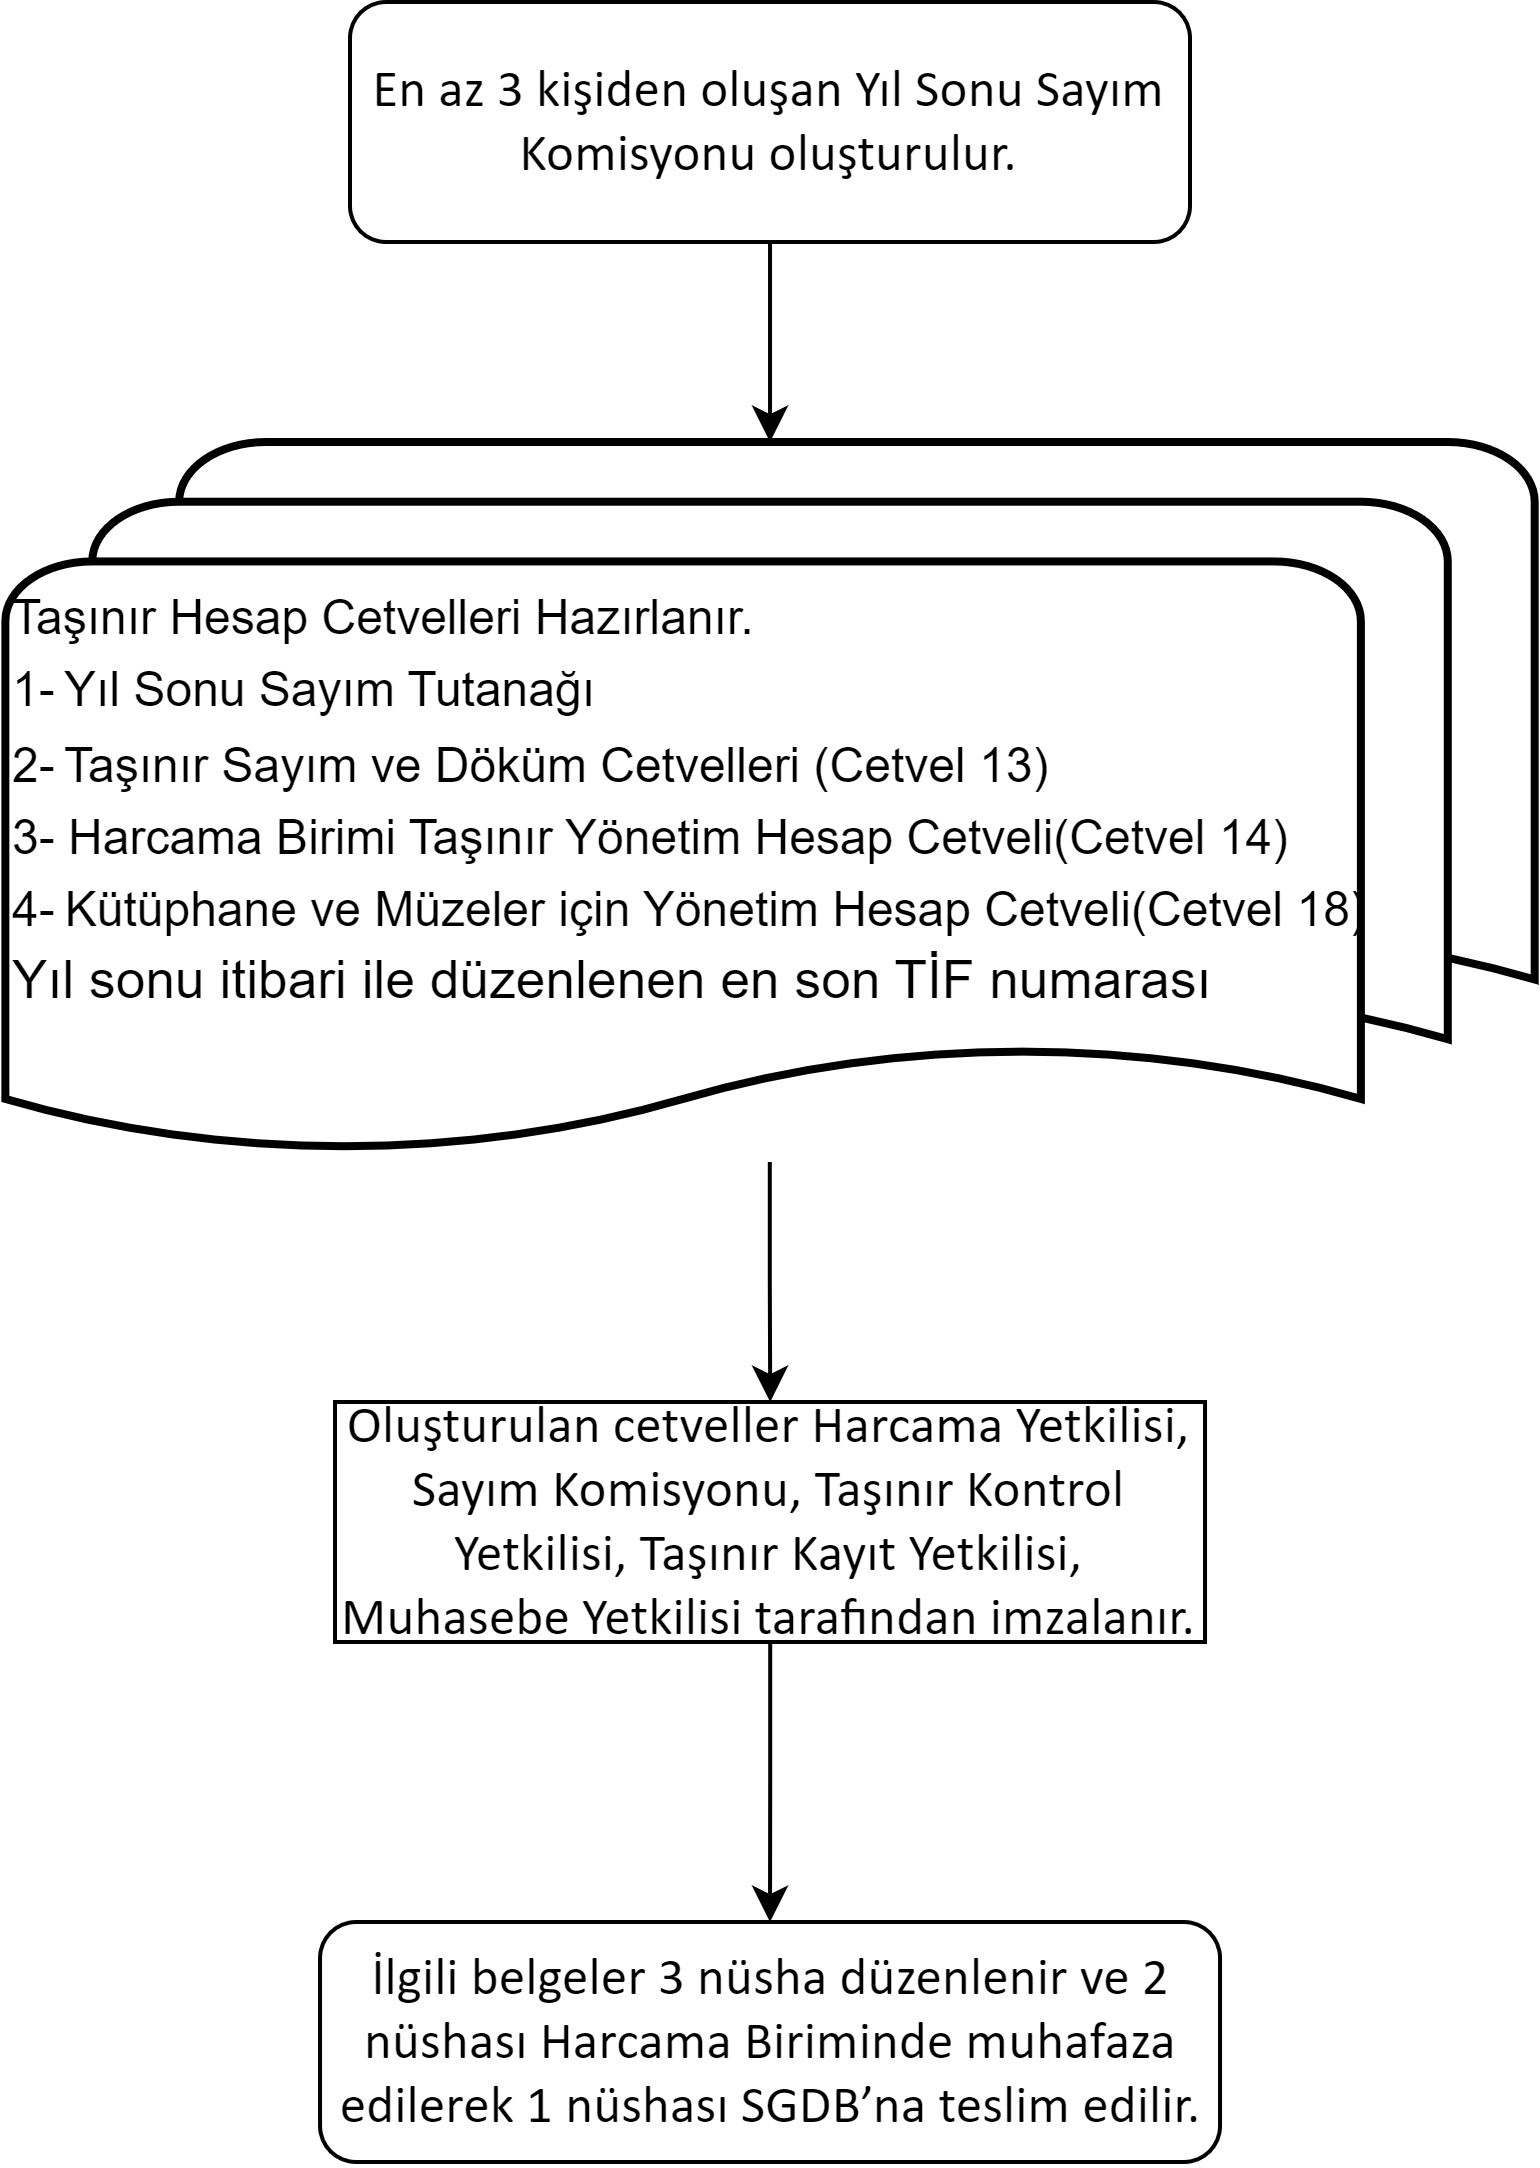 En az 3 kişiden oluşan Yıl Sonu Sayım
Komisyonu oluşturulur.
Taşınır Hesap Cetvelleri Hazırlanır.
1- Yıl Sonu Sayım Tutanağı
2- Taşınır Sayım ve Döküm Cetvelleri (Cetvel 13)
3- Harcama Birimi Taşınır Yönetim Hesap Cetveli(Cetvel 14)
4- Kütüphane ve Müzeler için Yönetim Hesap Cetveli(Cetvel 18)
Yıl sonu itibari ile düzenlenen en son TİF numarası
Oluşturulan cetveller Harcama Yetkilisi,
Sayım Komisyonu, Taşınır Kontrol
Yetkilisi, Taşınır Kayıt Yetkilisi,
Muhasebe Yetkilisi tarafından imzalanır.
İlgili belgeler 3 nüsha düzenlenir ve 2
nüshası Harcama Biriminde muhafaza
edilerek 1 nüshası SGDB’na teslim edilir.